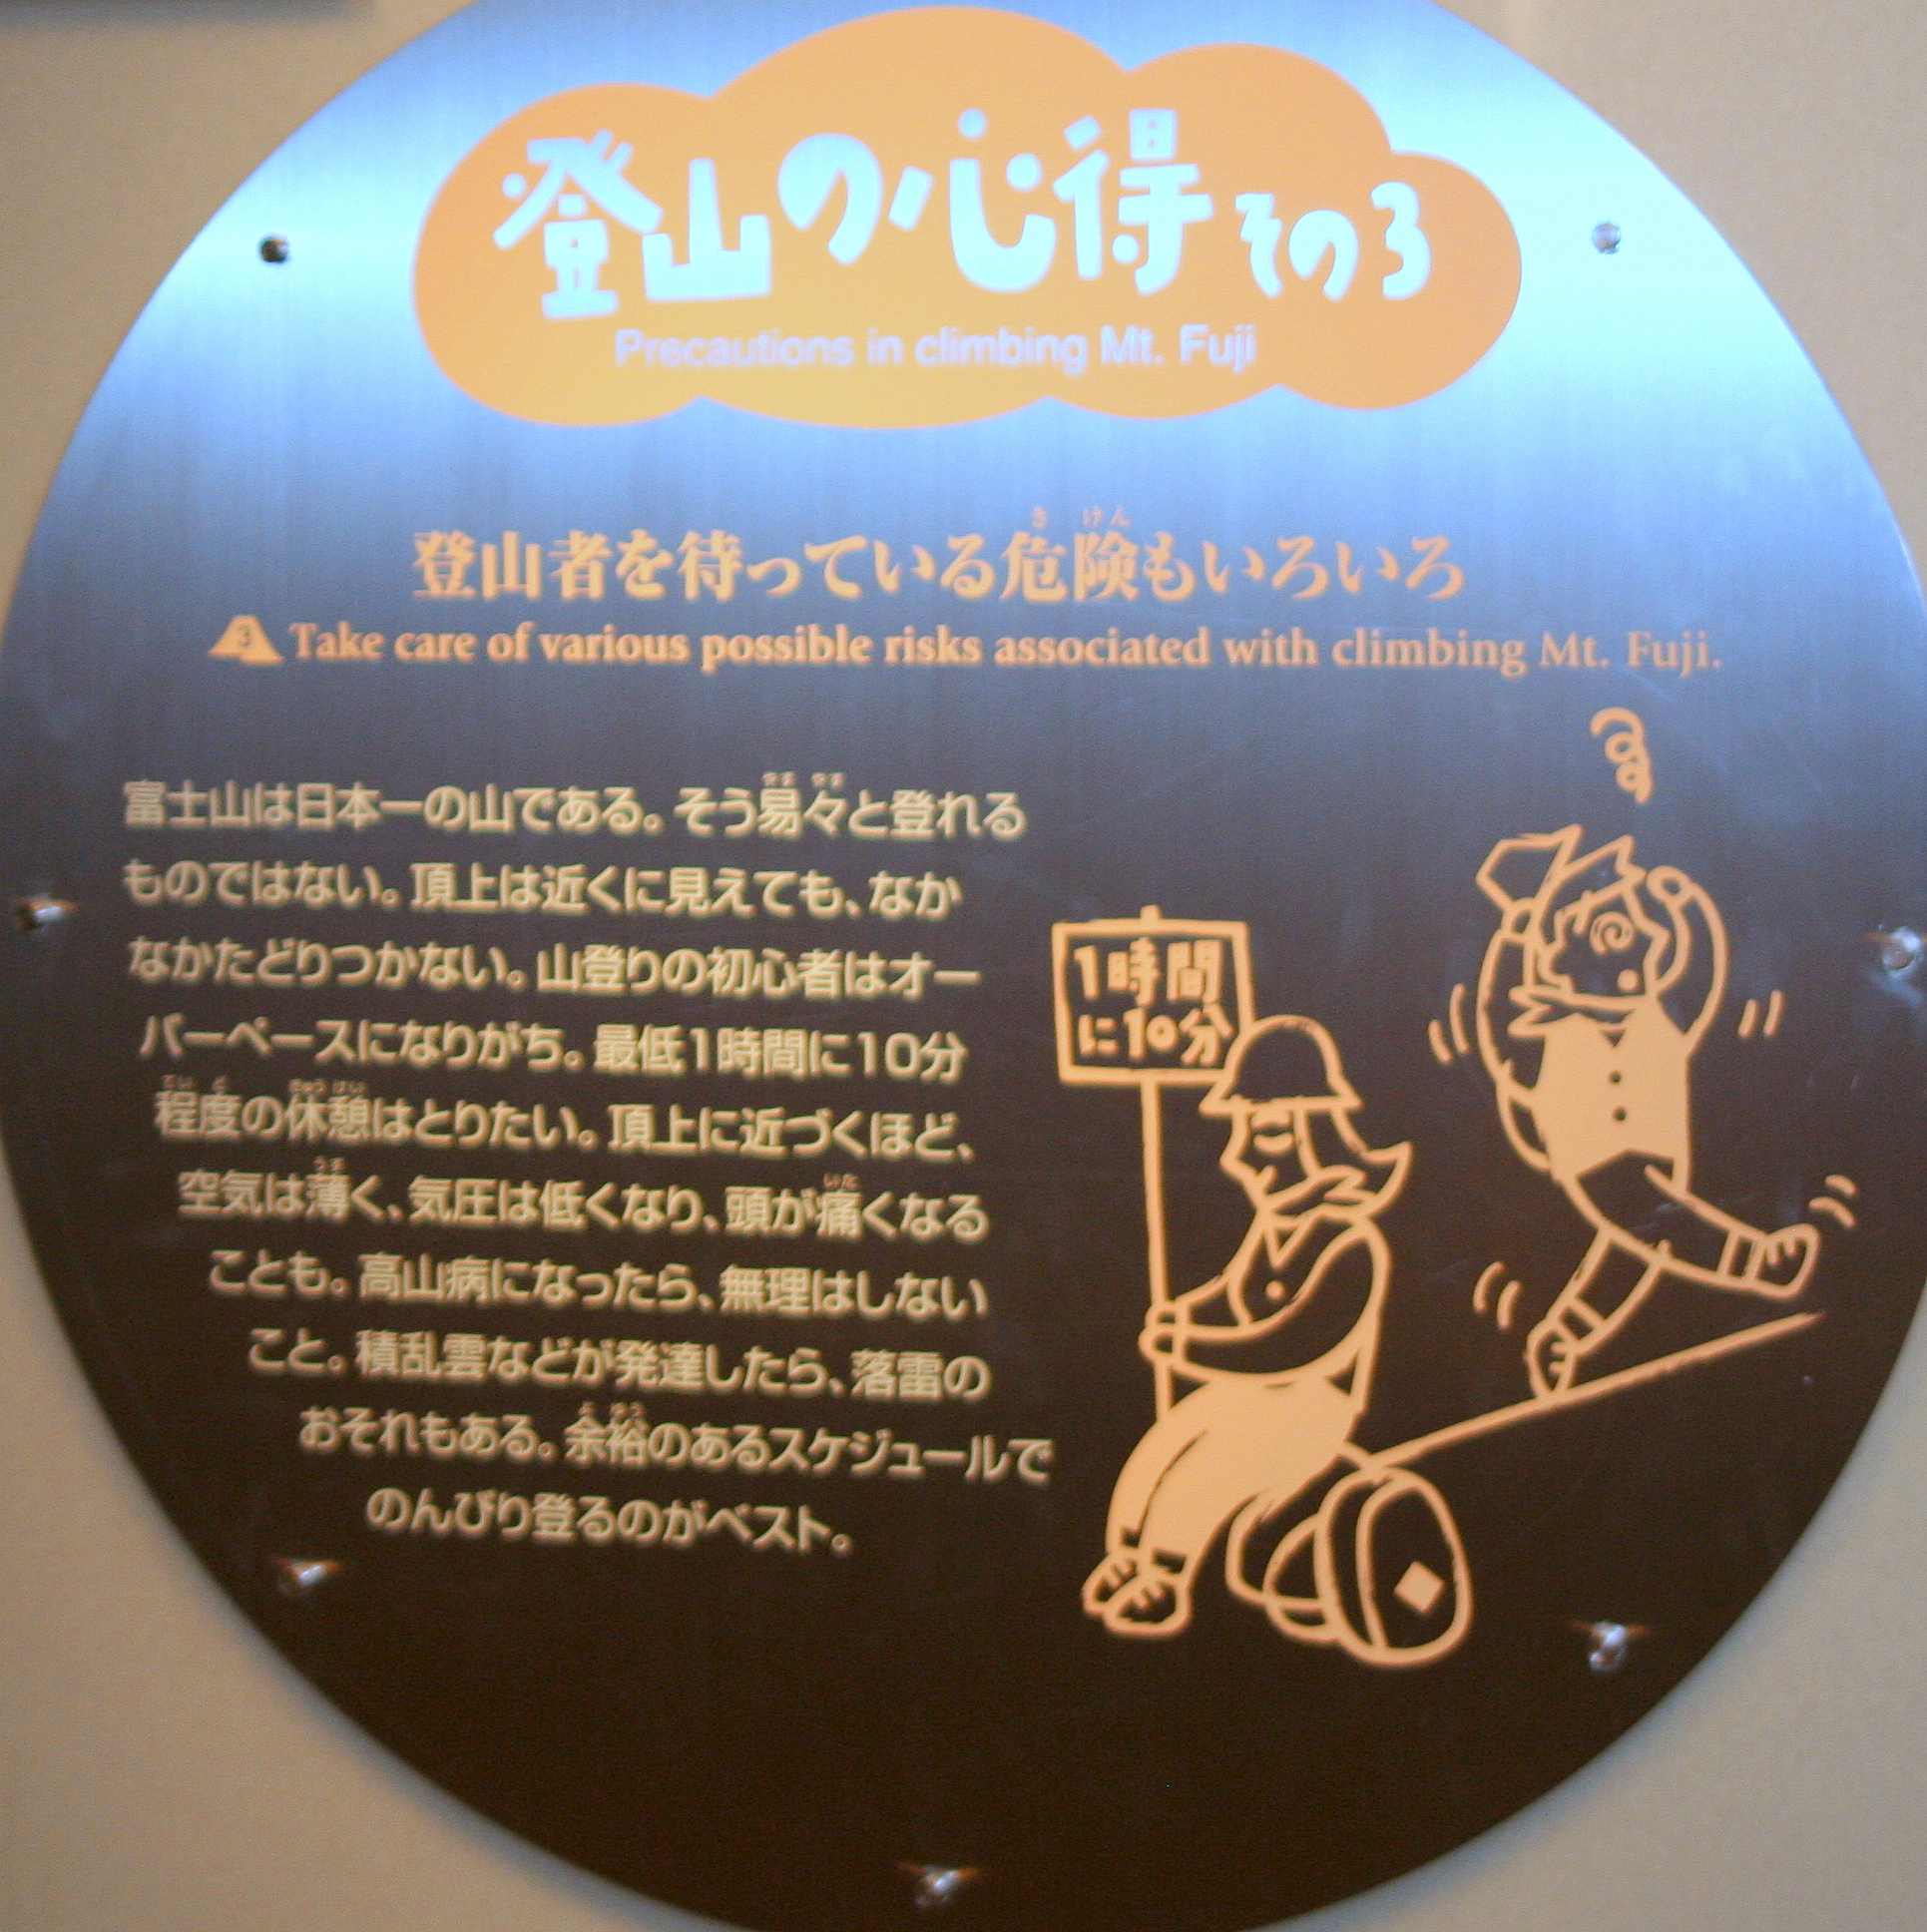 登山の心得その3
Precautions in climbing Mt. Fuji
登山者を待っている危険もいろいろ
3 Take care of various possible risks associated with climbing Mt. Fuji.
富士山は日本一の山である。そう易々と登れる
ものではない。頂上は近くに見えても、なか
なかたどりつかない。山登りの初心者はオー
バーペースになりがち。最低1時間に10分
程度の休憩はとりたい。頂上に近づくほど、
空気は薄く、気圧は低くなり、頭が痛くなる
ことも。高山病になったら、無理はしない
こと。積乱雲などが発達したら、落雷の
おそれもある。余裕のあるスケジュールで
のんびり登るのがベスト。
1時間
に10分